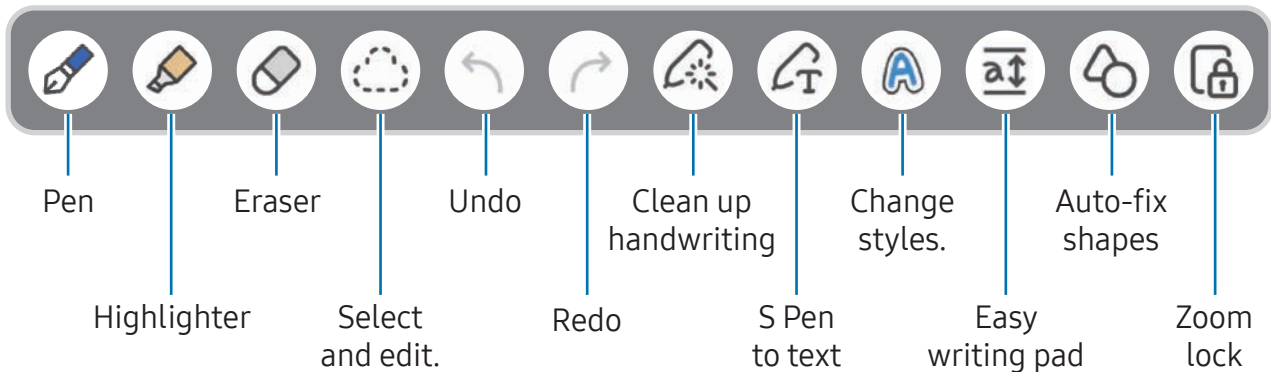 A
T
a
Pen
Eraser
Undo
Clean up
handwriting
Change
styles.
Auto-fix
shapes
Highlighter
Select
and edit.
Redo
S Pen
to text
Easy
writing pad
Zoom
lock